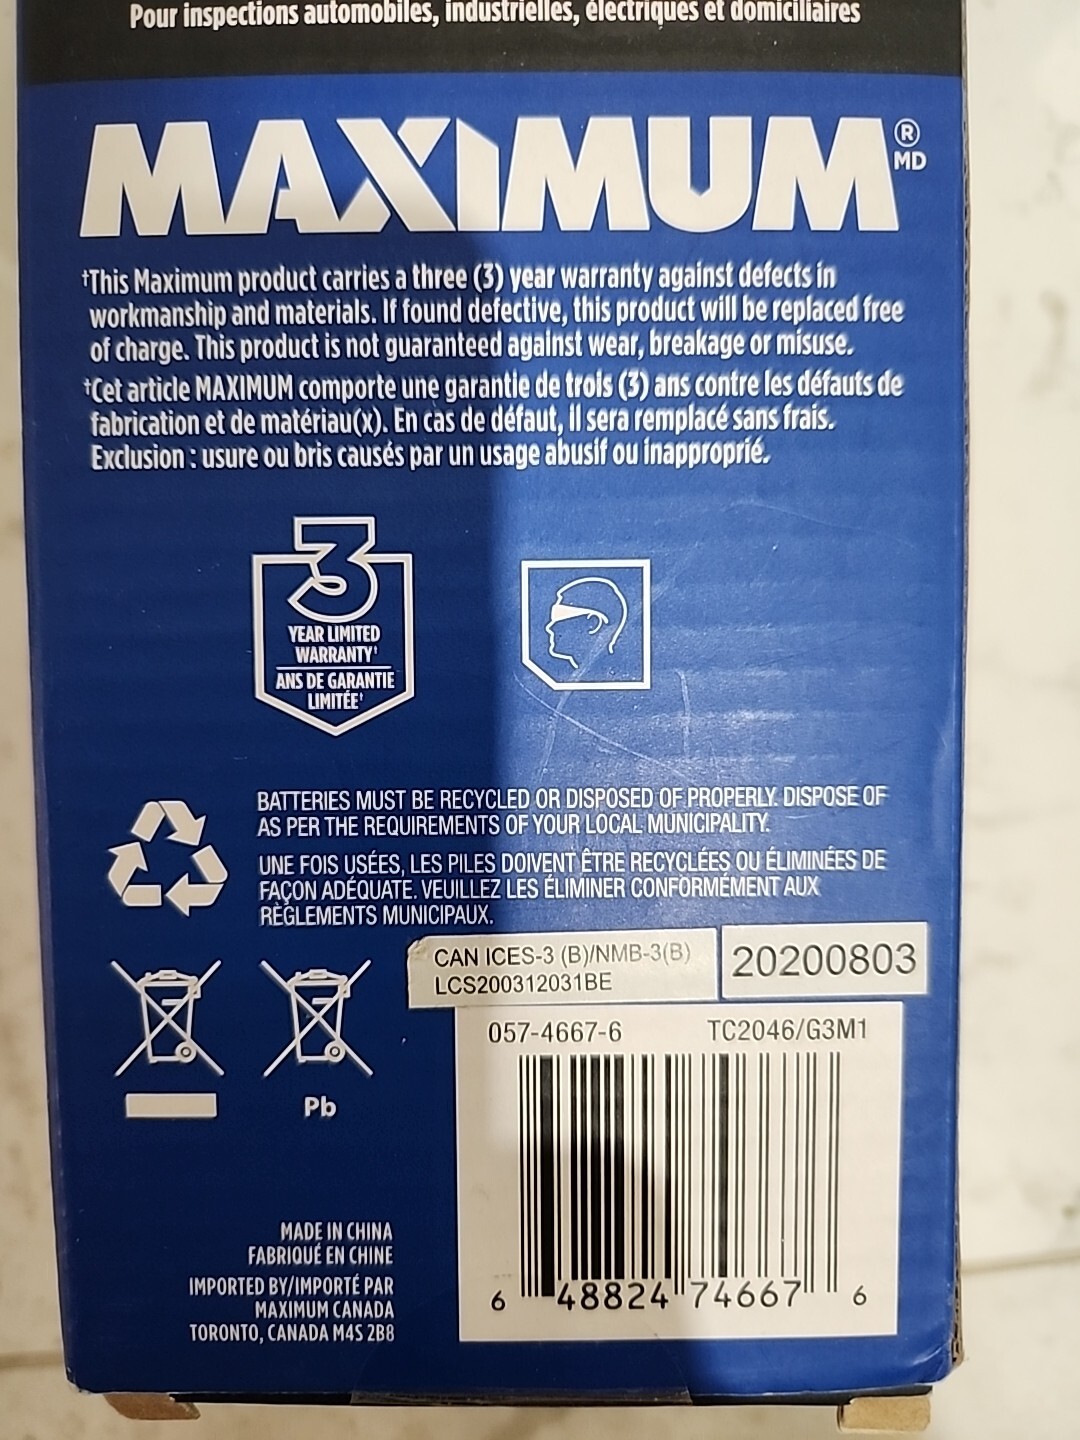 Pour inspections automobiles, industrielles, électriques et domiciliaires
MAXIMUM®
MD
†This Maximum product carries a three (3) year warranty against defects in
workmanship and materials. If found defective, this product will be replaced free
of charge. This product is not guaranteed against wear, breakage or misuse.
†Cet article MAXIMUM comporte une garantie de trois (3) ans contre les défauts de
fabrication et de matériau(x). En cas de défaut, il sera remplacé sans frais.
Exclusion : usure ou bris causés par un usage abusif ou inapproprié.
3
YEAR LIMITED
WARRANTY†
ANS DE GARANTIE
LIMITÉE†
BATTERIES MUST BE RECYCLED OR DISPOSED OF PROPERLY. DISPOSE OF
AS PER THE REQUIREMENTS OF YOUR LOCAL MUNICIPALITY.
UNE FOIS USÉES, LES PILES DOIVENT ÊTRE RECYCLÉES OU ÉLIMINÉES DE
FAÇON ADÉQUATE. VEUILLEZ LES ÉLIMINER CONFORMÉMENT AUX
RÈGLEMENTS MUNICIPAUX.
CAN ICES-3 (B)/NMB-3(B)
LCS200312031BE
20200803
057-4667-6 TC2046/G3M1
Pb
6 48824 74667 6
MADE IN CHINA
FABRIQUÉ EN CHINE
IMPORTED BY/IMPORTÉ PAR
MAXIMUM CANADA
TORONTO, CANADA M4S 2B8